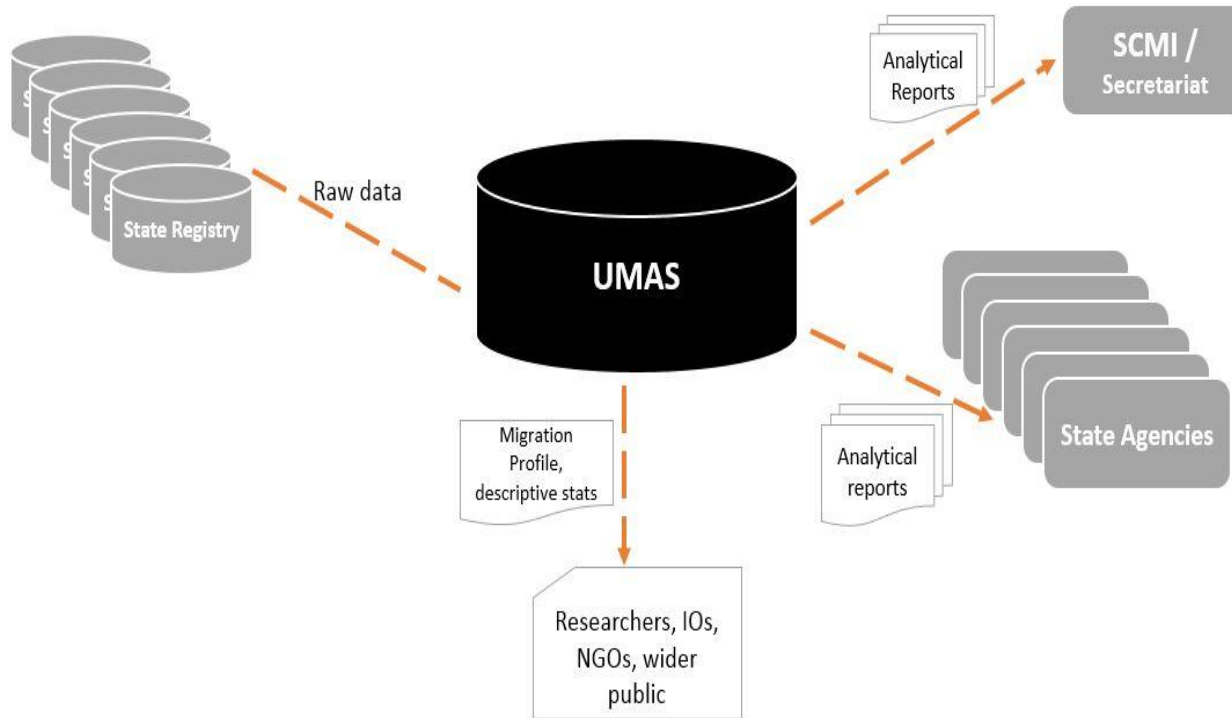 Analytical
Reports
SCMI /
Secretariat
S
S
S
S
S
State Registry
Raw data
UMAS
Migration
Profile,
descriptive stats
Analytical
reports
State Agencies
Researchers, IOs,
NGOs, wider
public